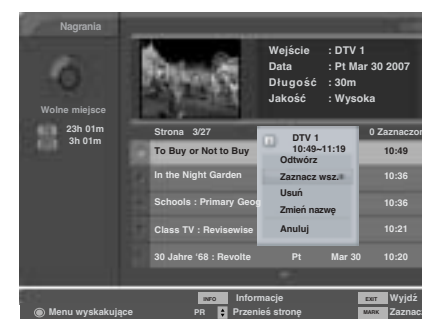 Nagrania
Wejście : DTV 1
Data : Pt Mar 30 2007
Długość : 30m
Jakość : Wysoka
Wolne miejsce
23h 01m
3h 01m
Strona 3/27
0 Zaznaczon
DTV 1
10:49~11:19
Odtwórz
Zaznacz wsz.
Usuń
Zmień nazwę
Anuluj
To Buy or Not to Buy 10:49
In the Night Garden 10:36
Schools : Primary Geog 10:36
Class TV : Revisewise 10:21
30 Jahre '68 : Revolte Pt Mar 30 10:20
INFO Informacje EXIT Wyjdź
Menu wyskakujące PR Przenieś stronę MARK Zaznac